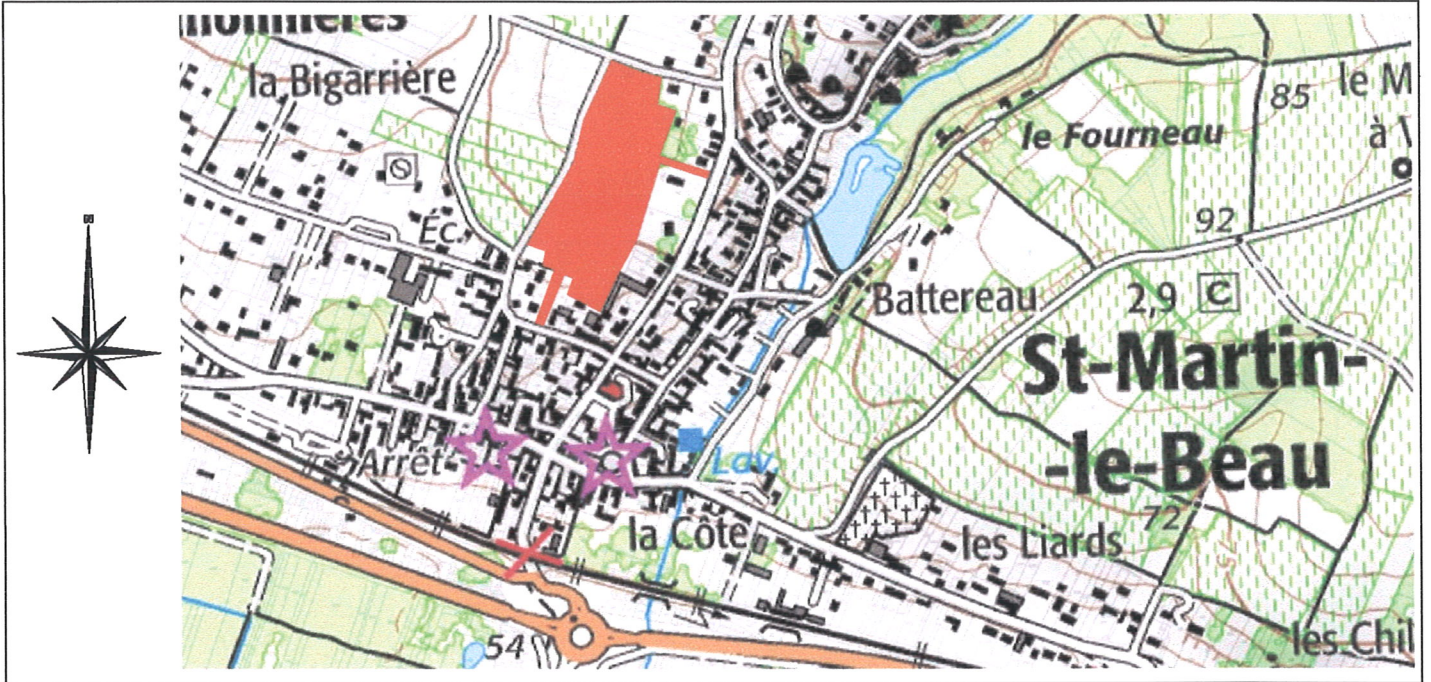 la Bigarrière
85
le M
le Fourneau
à V
Éc.
92
Battereau
2,9
C
St-Martin-
-le-Beau
Arrêt
Lav.
la Côte
72
les Liards
54
les Chil